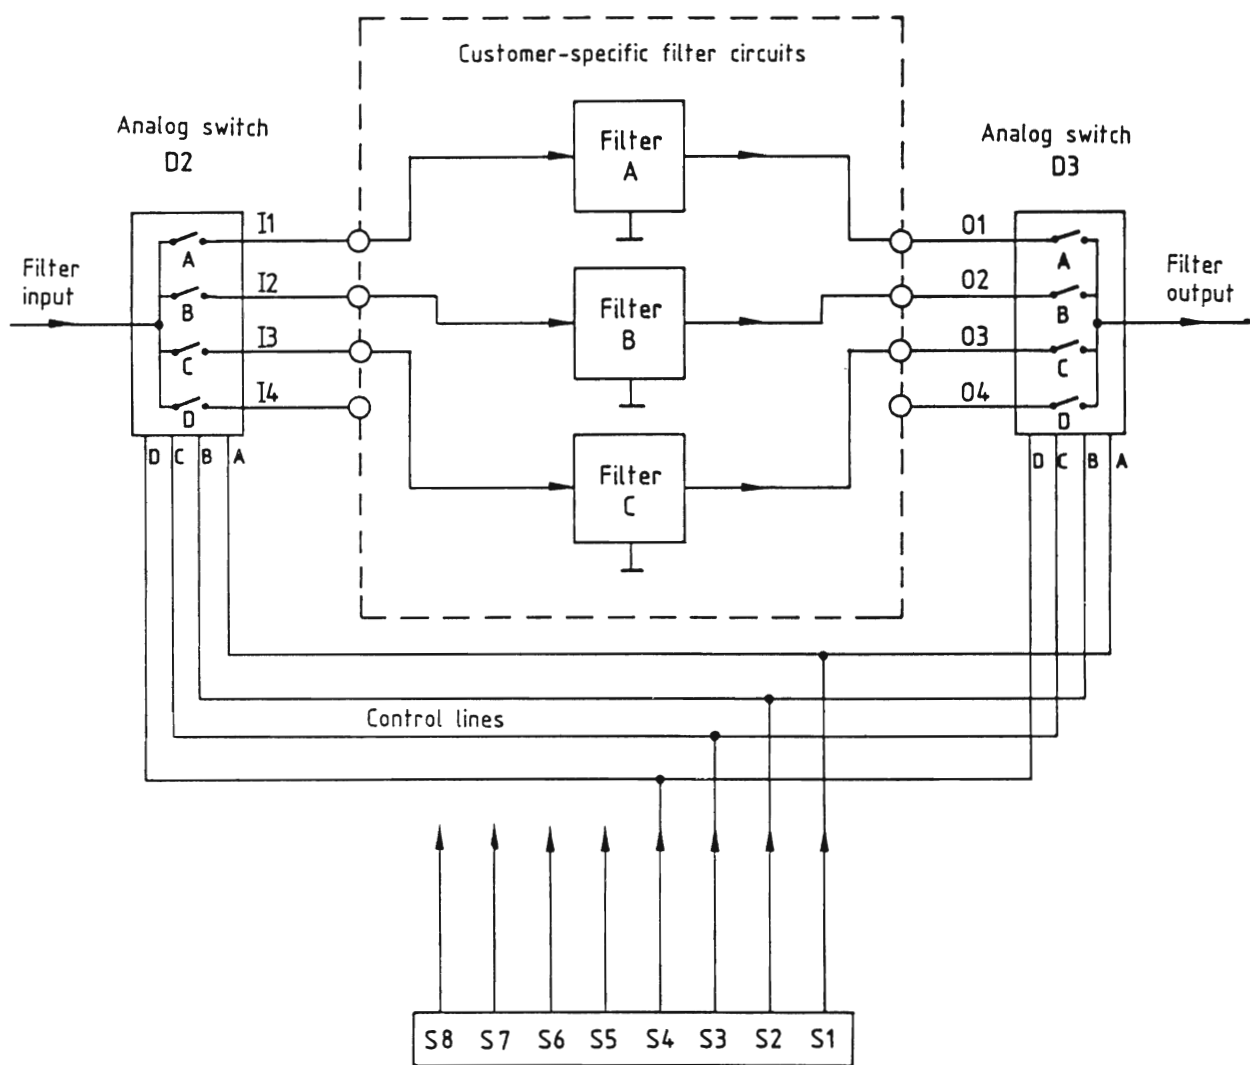 Customer-specific filter circuits
Analog switch
D2
Analog switch
D3
Filter
A
Filter
input
Filter
output
I1
A
I2
B
I3
C
I4
D
D C B A
Filter
B
Filter
C
O1
A
O2
B
O3
C
O4
D
D C B A
Control lines
S8 S7 S6 S5 S4 S3 S2 S1